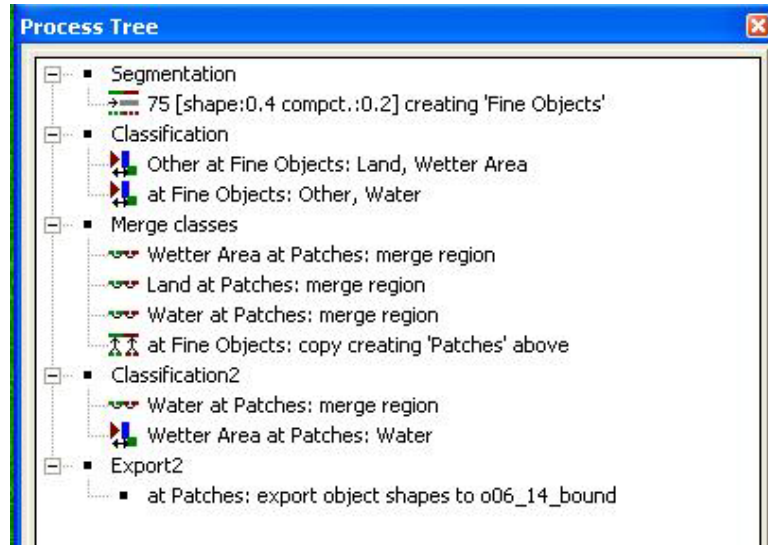 Process Tree
Segmentation
75 [shape:0.4 compct.:0.2] creating 'Fine Objects'
Classification
Other at Fine Objects: Land, Wetter Area
at Fine Objects: Other, Water
Merge classes
Wetter Area at Patches: merge region
Land at Patches: merge region
Water at Patches: merge region
at Fine Objects: copy creating 'Patches' above
Classification2
Water at Patches: merge region
Wetter Area at Patches: Water
Export2
at Patches: export object shapes to o06_14_bound